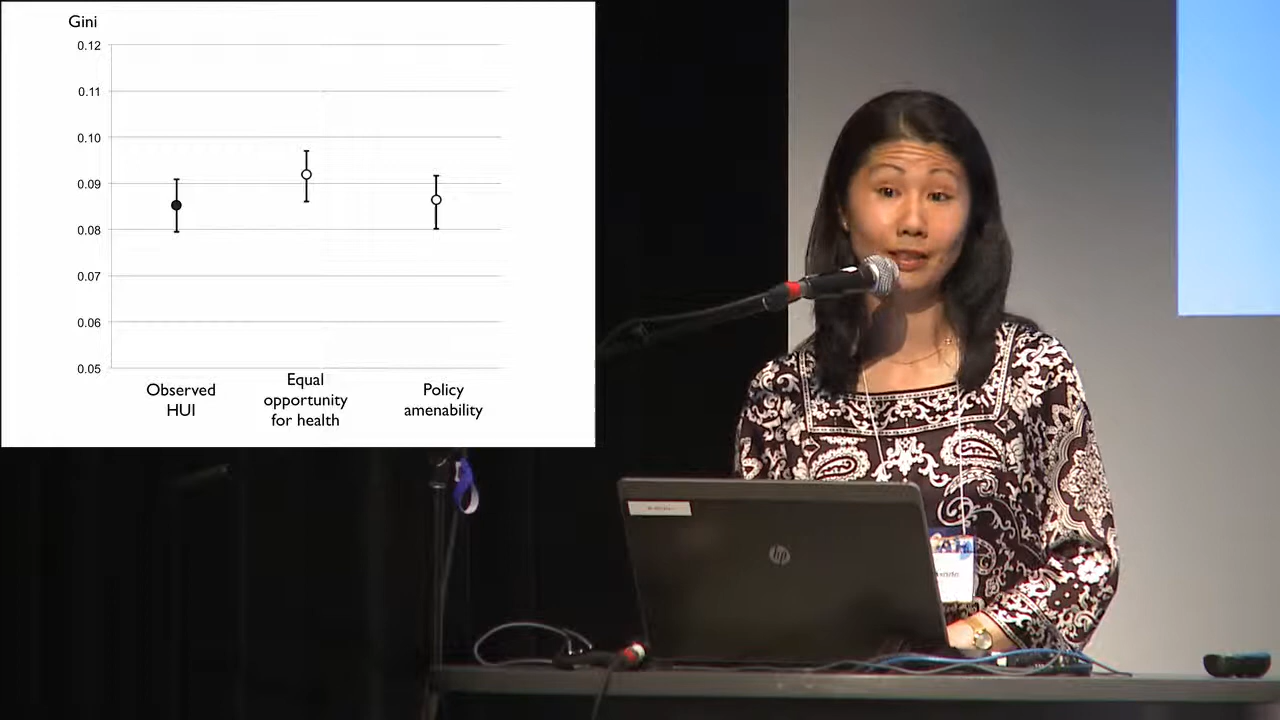 Gini
0.12
0.11
0.10
0.09
0.08
0.07
0.06
0.05
Observed
HUI
Equal
opportunity
for health
Policy
amenability
hp